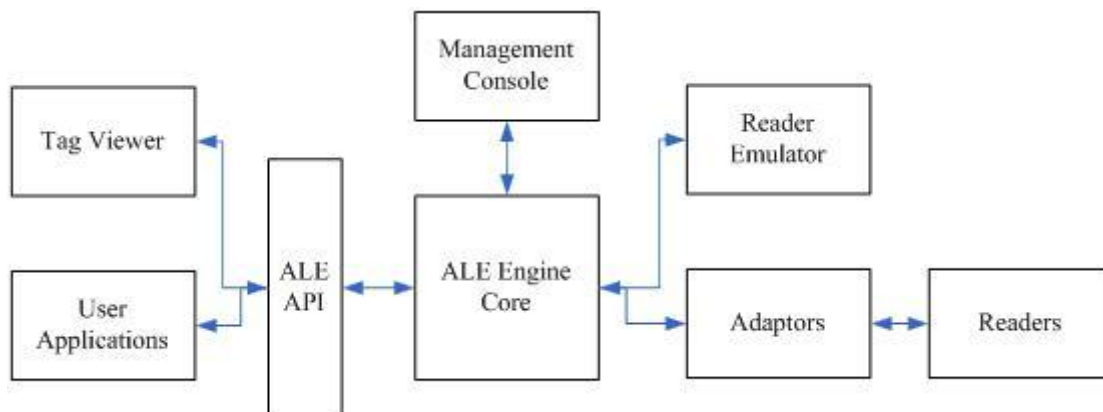 Management
Console
Tag Viewer
Reader
Emulator
ALE
API
ALE Engine
Core
User
Applications
Adaptors
Readers